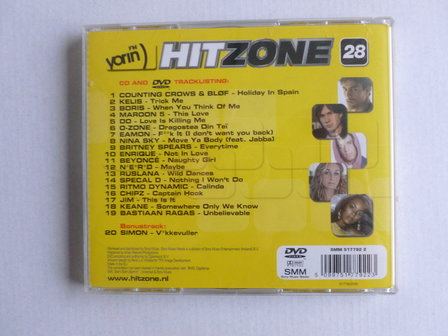 yorin FM
HITZONE 28
CD AND DVD TRACKLISTING:
1 COUNTING CROWS & BLØF - Holiday In Spain
2 KELIS - Trick Me
3 BORIS - When You Think Of Me
4 MAROON 5 - This Love
5 DO - Love Is Killing Me
6 O-ZONE - Dragostea Din Teï
7 EAMON - F**k It (I don't want you back)
8 NINA SKY - Move Ya Body (feat. Jabba)
9 BRITNEY SPEARS - Everytime
10 ENRIQUE - Not In Love
11 BEYONCÉ - Naughty Girl
12 N*E*R*D - Maybe
13 RUSLANA - Wild Dances
14 SPECIAL D - Nothing I Won't Do
15 RITMO DYNAMIC - Calinda
16 CHIPZ - Captain Hook
17 JIM - This Is It
18 KEANE - Somewhere Only We Know
19 BASTIAAN RAGAS - Unbelievable
Bonustrack:
20 SIMON - V*kkevuller
www.hitzone.nl
DVD
SMM
SMM 517792 2
5 099751 779223